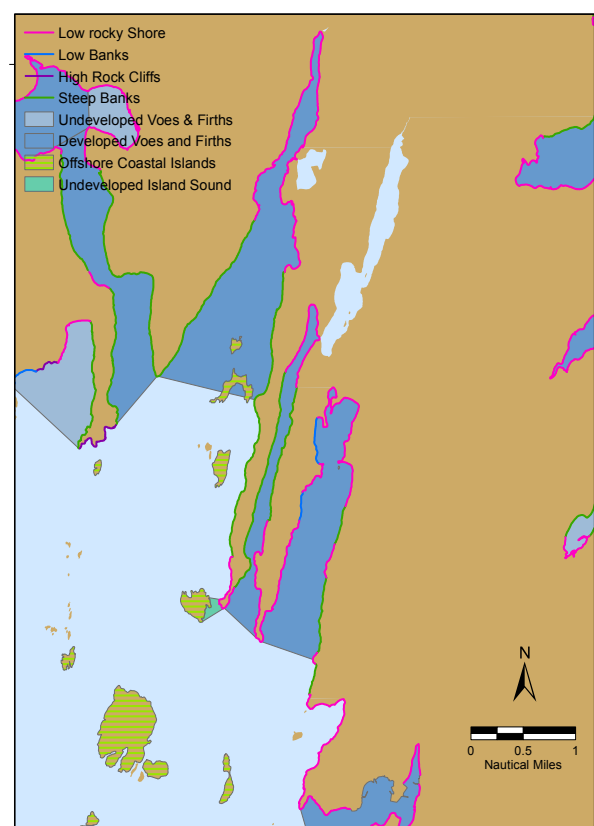 Low rocky Shore
Low Banks
High Rock Cliffs
Steep Banks
Undeveloped Voes & Firths
Developed Voes and Firths
Offshore Coastal Islands
Undeveloped Island Sound
N
0 0.5 1
Nautical Miles